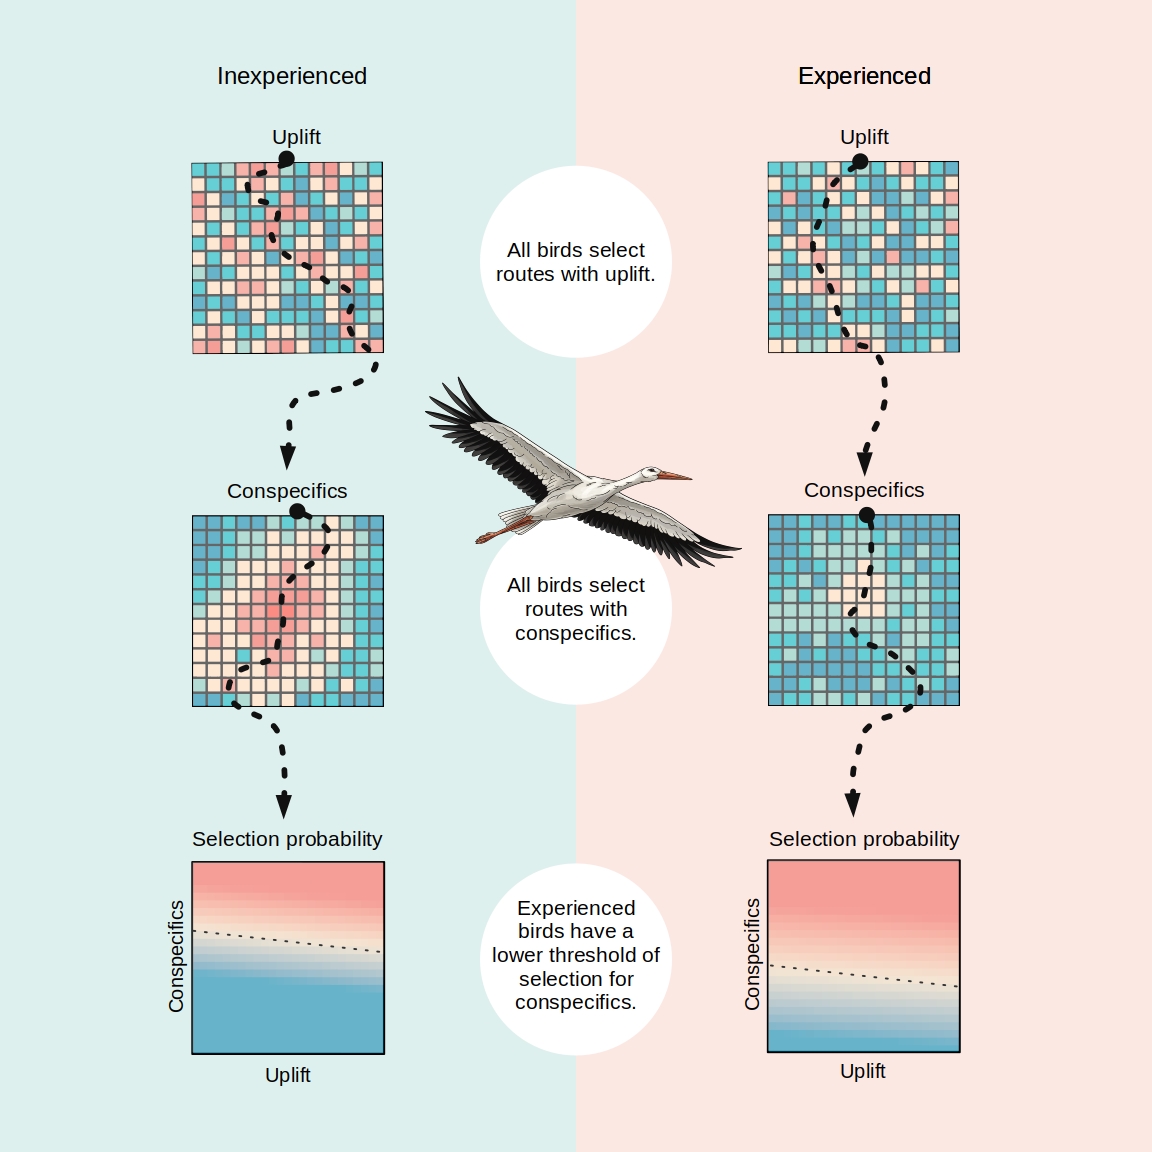 Inexperienced
Experienced
Uplift
Uplift
All birds select
routes with uplift.
Conspecifics
Conspecifics
All birds select
routes with
conspecifics.
Selection probability
Selection probability
Conspecifics
Uplift
Experienced
birds have a
lower threshold of
selection for
conspecifics.
Conspecifics
Uplift